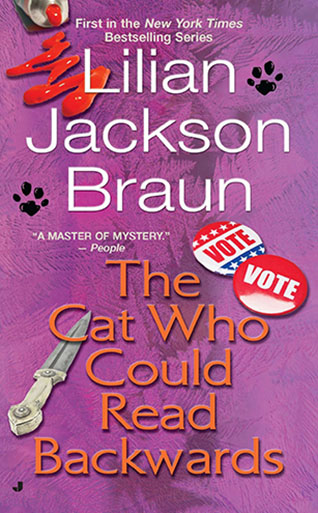 First in the New York Times
Bestselling Series
Lilian
Jackson
Braun
"A MASTER OF MYSTERY."
— People
VOTE
VOTE
The
Cat Who
Could
Read
Backwards
J